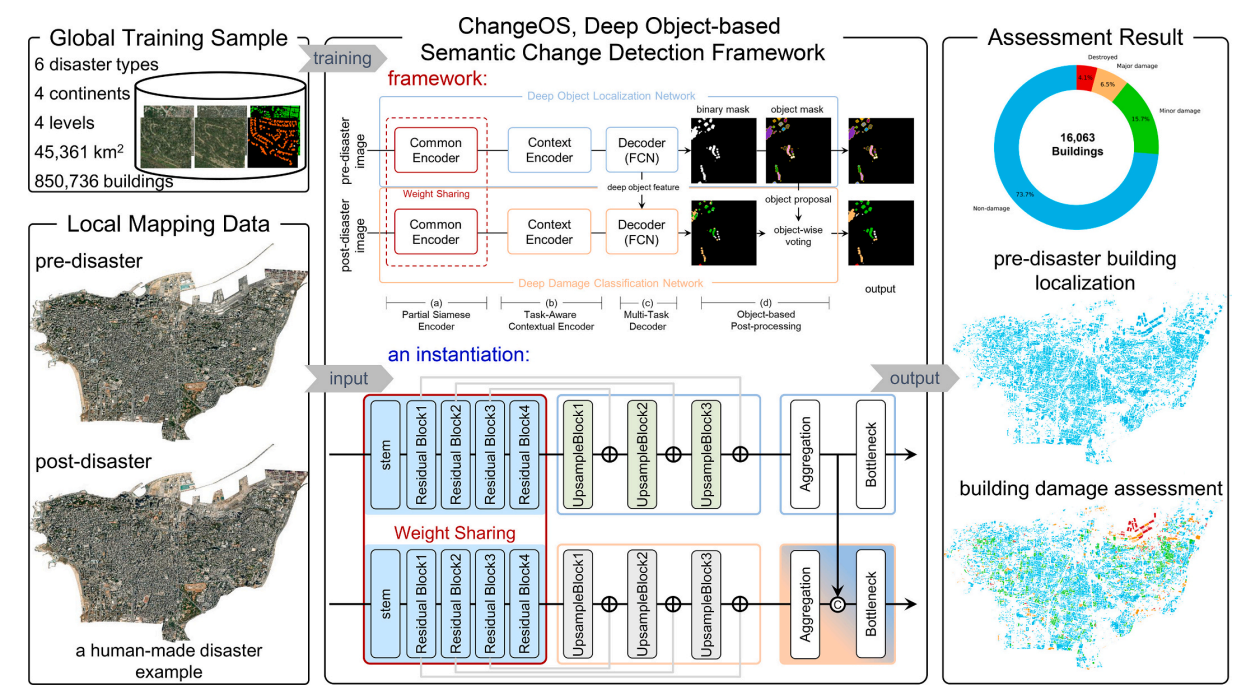 Global Training Sample
6 disaster types
4 continents
4 levels
45,361 km²
850,736 buildings
training
Local Mapping Data
pre-disaster
post-disaster
a human-made disaster
example
input
ChangeOS, Deep Object-based
Semantic Change Detection Framework
framework:
Deep Object Localization Network
binary mask
object mask
pre-disaster
image
Common
Encoder
Context
Encoder
Decoder
(FCN)
Weight Sharing
deep object feature
object proposal
post-disaster
image
Common
Encoder
Context
Encoder
Decoder
(FCN)
object-wise
voting
Deep Damage Classification Network
output
(a)
Partial Siamese
Encoder
(b)
Task-Aware
Contextual Encoder
(c)
Multi-Task
Decoder
(d)
Object-based
Post-processing
an instantiation:
stem
Residual Block1
Residual Block2
Residual Block3
Residual Block4
UpsampleBlock1
UpsampleBlock2
UpsampleBlock3
Aggregation
Bottleneck
Weight Sharing
stem
Residual Block1
Residual Block2
Residual Block3
Residual Block4
UpsampleBlock1
UpsampleBlock2
UpsampleBlock3
Aggregation
©
Bottleneck
output
Assessment Result
Destroyed
4.1%
Major damage
6.5%
Minor damage
15.7%
16,063
Buildings
73.7%
Non-damage
pre-disaster building
localization
building damage assessment